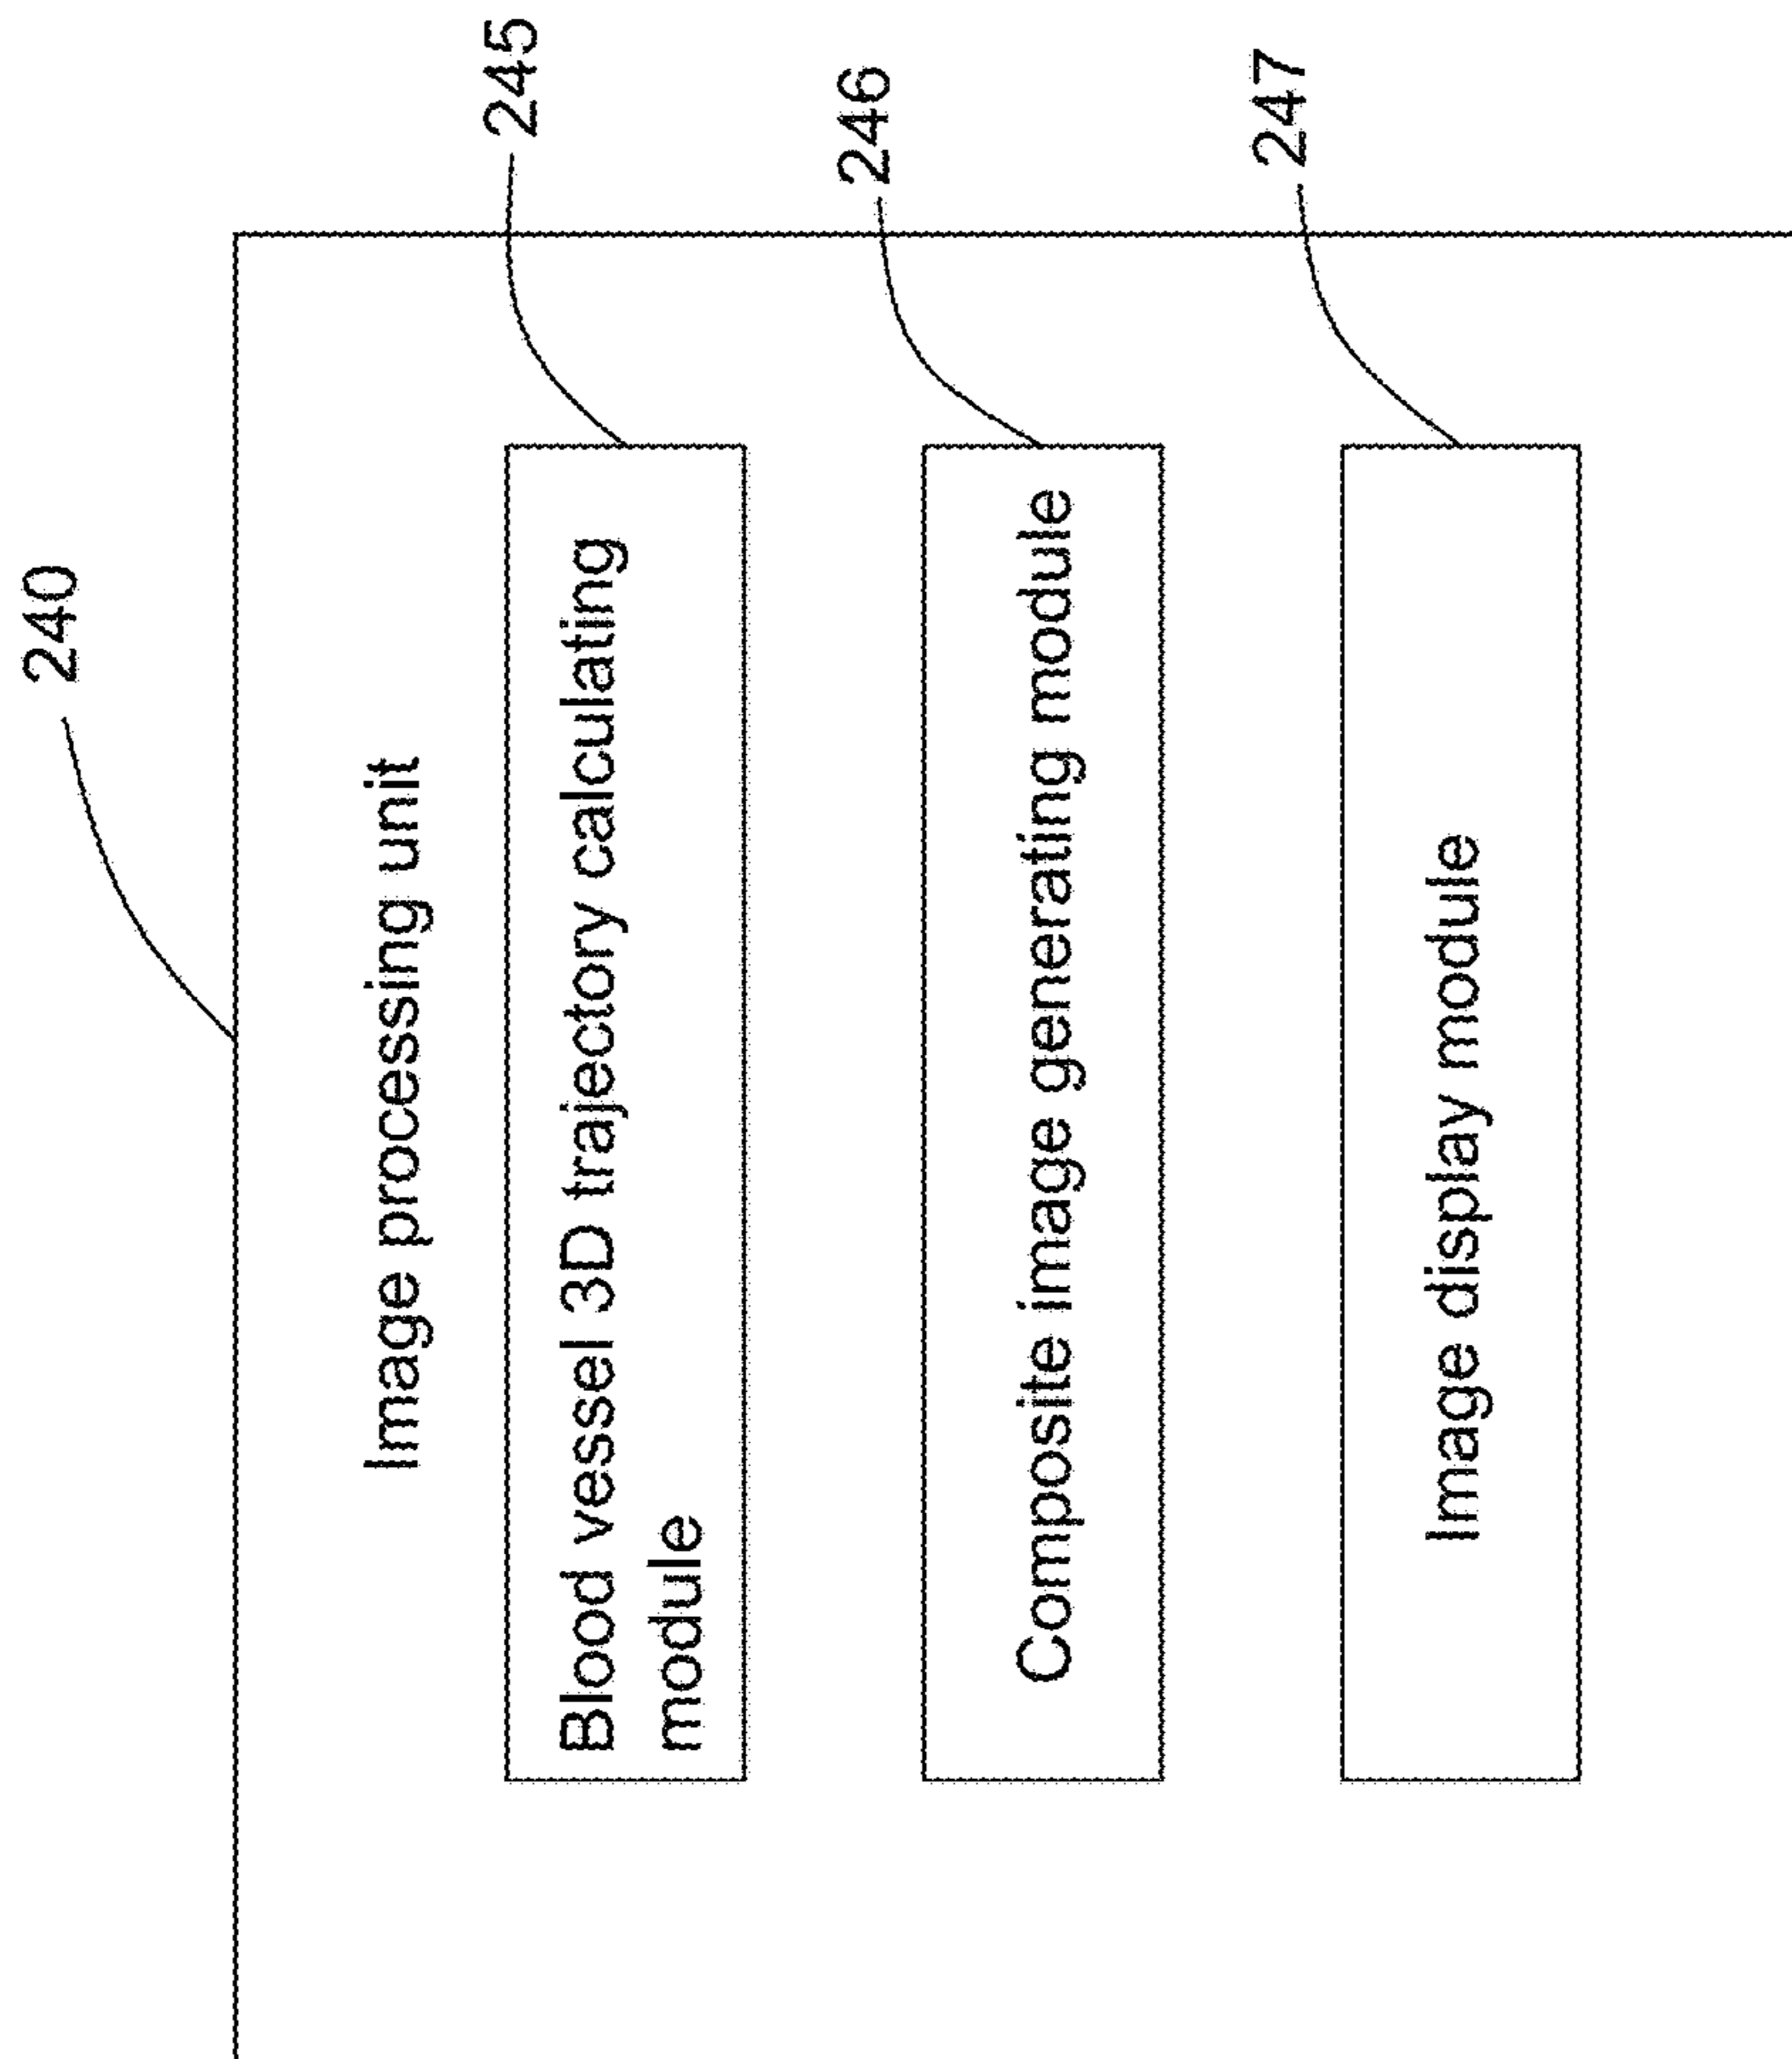 240
Image processing unit
245
Blood vessel 3D trajectory calculating
module
246
Composite image generating module
247
Image display module